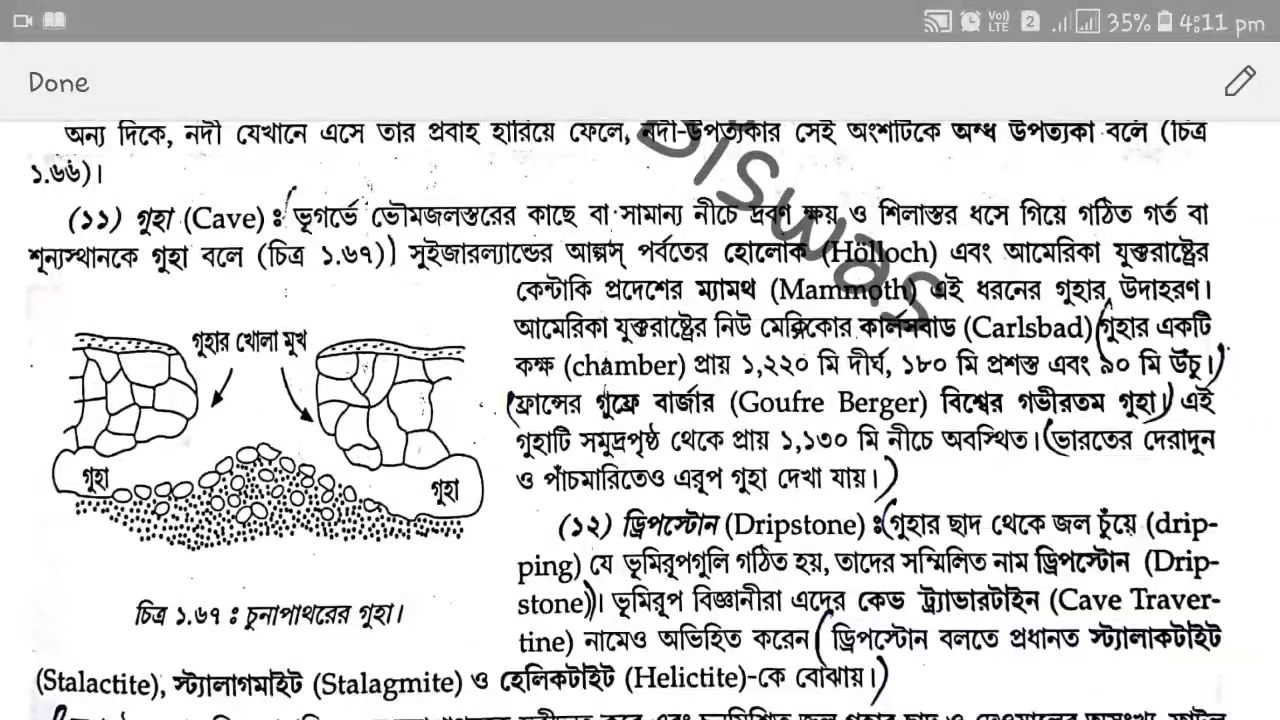 35% 4:11 pm
Done
অন্য দিকে, নদী যেখানে এসে তার প্রবাহ হারিয়ে ফেলে, নদী-উপত্যকার সেই অংশটিকে অন্ধ উপত্যকা বলে (চিত্র
১.৬৬)।
(১১) গুহা (Cave) ঃ ভূগর্ভে ভৌমজলস্তরের কাছে বা সামান্য নীচে দ্রবণ ক্ষয় ও শিলাস্তর ধসে গিয়ে গঠিত গর্ত বা
শূন্যস্থানকে গুহা বলে (চিত্র ১.৬৭)। সুইজারল্যান্ডের আল্পস্ পর্বতের হোলোক (Hölloch) এবং আমেরিকা যুক্তরাষ্ট্রের
কেন্টাকি প্রদেশের ম্যামথ (Mammoth) এই ধরনের গুহার উদাহরণ।
আমেরিকা যুক্তরাষ্ট্রের নিউ মেক্সিকোর কার্লসবাড (Carlsbad) গুহার একটি
কক্ষ (chamber) প্রায় ১,২২০ মি দীর্ঘ, ১৮০ মি প্রশস্ত এবং ৯০ মি উঁচু।
ফ্রান্সের গুফ্রে বার্জার (Goufre Berger) বিশ্বের গভীরতম গুহা। এই
গুহাটি সমুদ্রপৃষ্ঠ থেকে প্রায় ১,১৩০ মি নীচে অবস্থিত। ভারতের দেরাদুন
ও পাঁচমারিতেও এরূপ গুহা দেখা যায়।
গুহার খোলা মুখ
গুহা
গুহা
চিত্র ১.৬৭ ঃ চুনাপাথরের গুহা।
(১২) ড্রিপস্টোন (Dripstone) ঃ গুহার ছাদ থেকে জল চুঁয়ে (drip-
ping) যে ভূমিরূপগুলি গঠিত হয়, তাদের সম্মিলিত নাম ড্রিপস্টোন (Drip-
stone)। ভূমিরূপ বিজ্ঞানীরা এদের কেভ ট্র্যাভারটাইন (Cave Traver-
tine) নামেও অভিহিত করেন। ড্রিপস্টোন বলতে প্রধানত স্ট্যালাকটাইট
(Stalactite), স্ট্যালাগমাইট (Stalagmite) ও হেলিকটাইট (Helictite)-কে বোঝায়।
Biswas